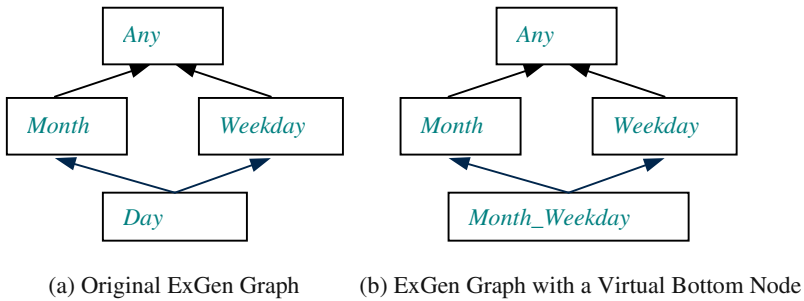 Any
Any
Month
Weekday
Month
Weekday
Day
Month_Weekday
(a) Original ExGen Graph
(b) ExGen Graph with a Virtual Bottom Node